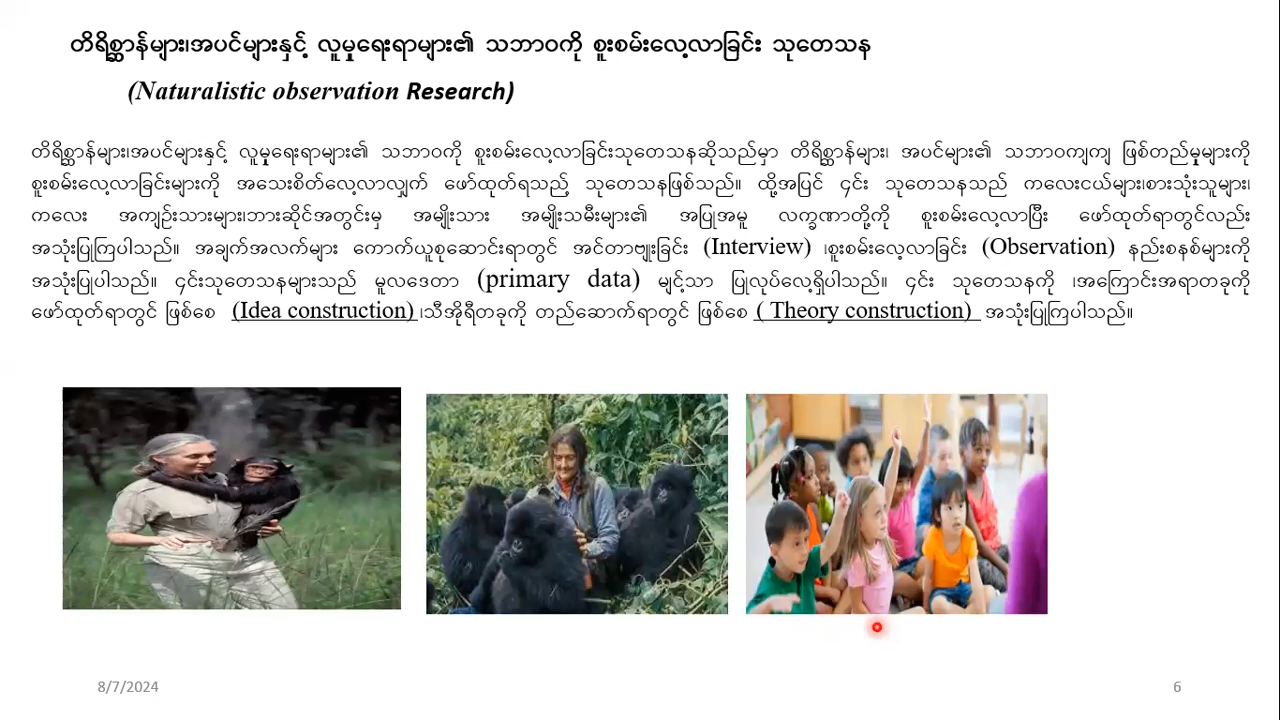 တိရိစ္ဆာန်များ၊အပင်များနှင့် လူမှုရေးရာများ၏ သဘာဝကို စူးစမ်းလေ့လာခြင်း သုတေသန
(Naturalistic observation Research)
တိရိစ္ဆာန်များ၊အပင်များနှင့် လူမှုရေးရာများ၏ သဘာဝကို စူးစမ်းလေ့လာခြင်းသုတေသနဆိုသည်မှာ တိရိစ္ဆာန်များ၊ အပင်များ၏ သဘာဝကျကျ ဖြစ်တည်မှုများကို
စူးစမ်းလေ့လာခြင်းများကို အသေးစိတ်လေ့လာလျှက် ဖော်ထုတ်ရသည့် သုတေသနဖြစ်သည်။ ထို့အပြင် ၄င်း သုတေသနသည် ကလေးငယ်များ၊စားသုံးသူများ၊
ကလေး အကျဉ်းသားများ၊ဘားဆိုင်အတွင်းမှ အမျိုးသား အမျိုးသမီးများ၏ အပြုအမူ လက္ခဏာတို့ကို စူးစမ်းလေ့လာပြီး ဖော်ထုတ်ရာတွင်လည်း
အသုံးပြုကြပါသည်။ အချက်အလက်များ ကောက်ယူစုဆောင်းရာတွင် အင်တာဗျုးခြင်း (Interview) ၊စူးစမ်းလေ့လာခြင်း (Observation) နည်းစနစ်များကို
အသုံးပြုပါသည်။ ၄င်းသုတေသနများသည် မူလဒေတာ (primary data) မျှင့်သာ ပြုလုပ်လေ့ရှိပါသည်။ ၄င်း သုတေသနကို ၊အကြောင်းအရာတခုကို
ဖော်ထုတ်ရာတွင် ဖြစ်စေ (Idea construction) ၊သီအိုရီတခုကို တည်ဆောက်ရာတွင် ဖြစ်စေ ( Theory construction) အသုံးပြုကြပါသည်။
8/7/2024
6